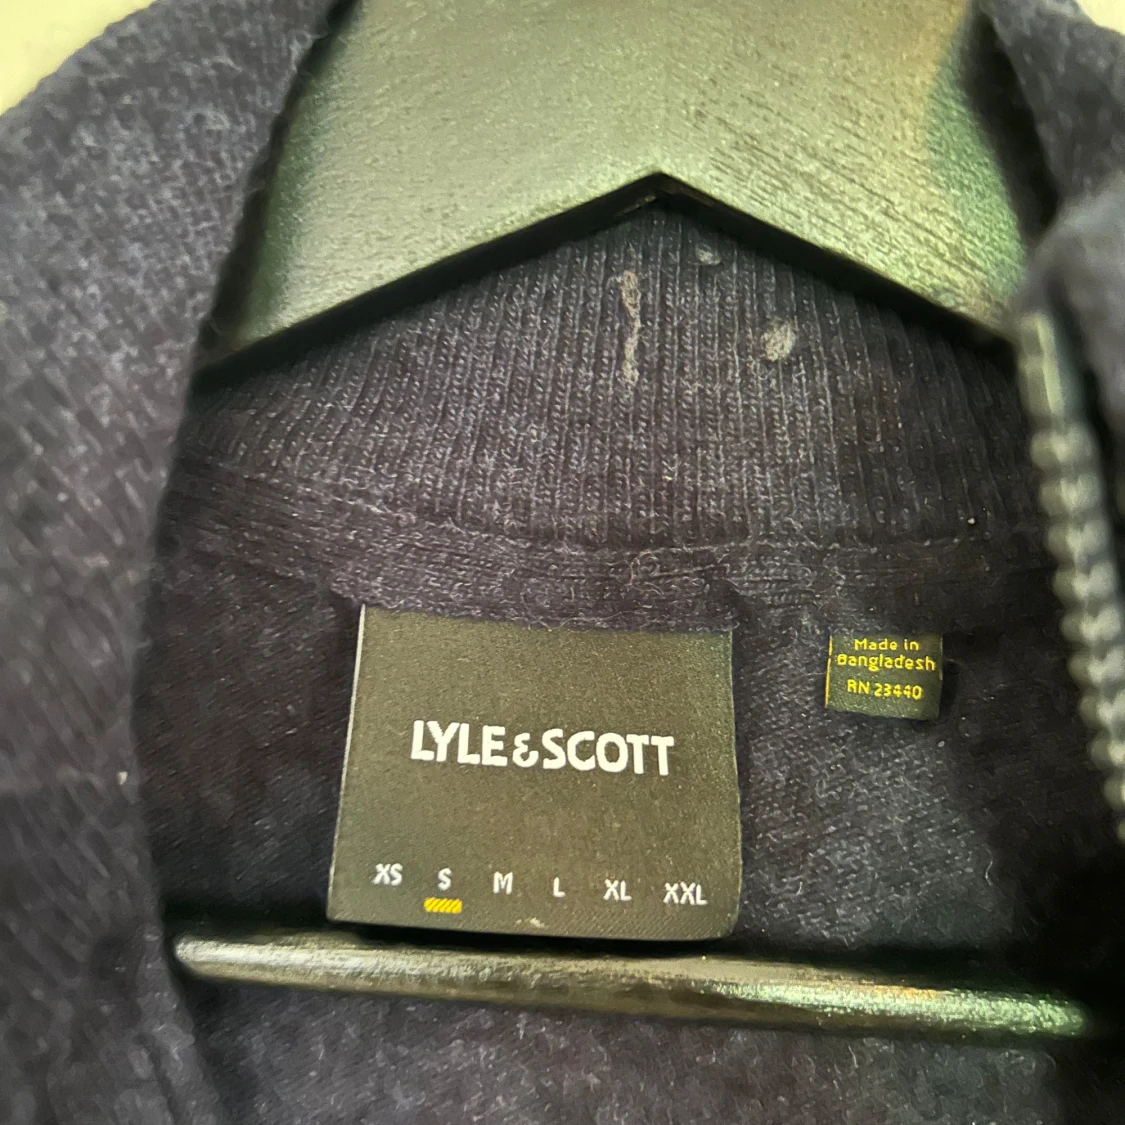 LYLE&SCOTT
XS S M L XL XXL
Made in
Bangladesh
RN 23440